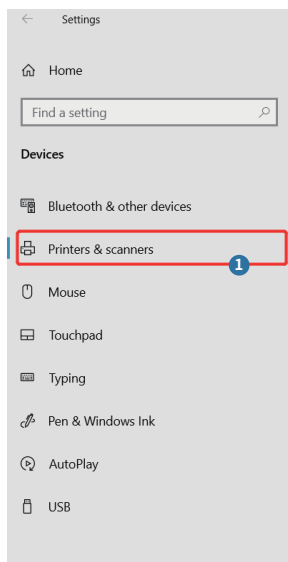 Settings
Home
Find a setting
Devices
Bluetooth & other devices
Printers & scanners
1
Mouse
Touchpad
Typing
Pen & Windows Ink
AutoPlay
USB